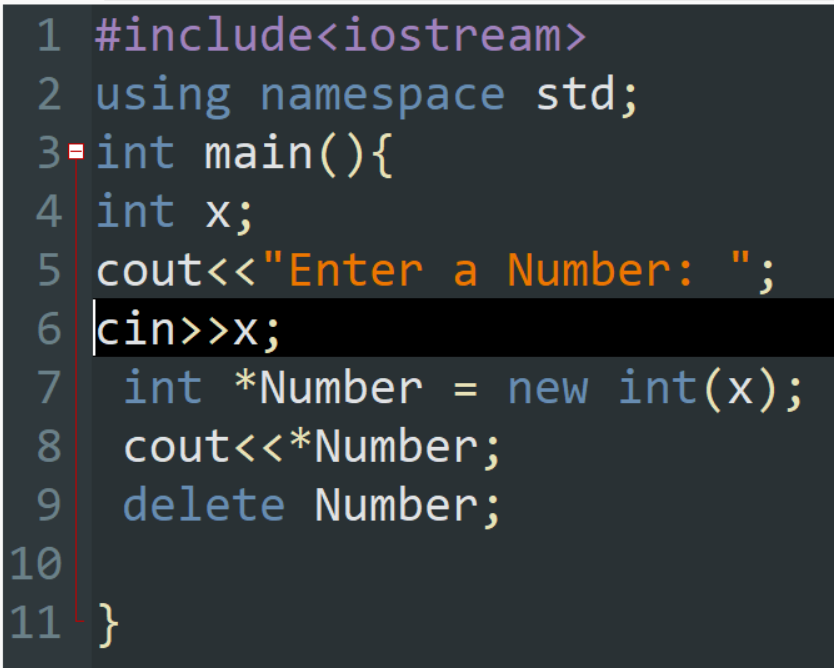 1 #include<iostream>
2 using namespace std;
3 int main(){
4 int x;
5 cout<<"Enter a Number: ";
6 cin>>x;
7 int *Number = new int(x);
8 cout<<*Number;
9 delete Number;
10
11 }